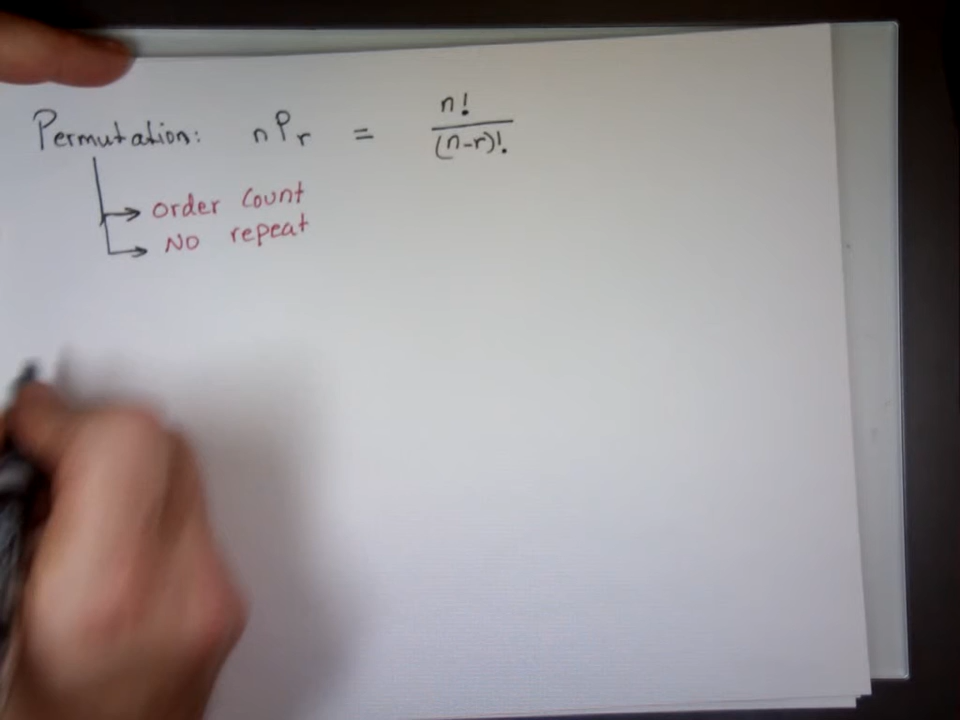 Permutation: nPr = n! / (n-r)!
order count
No repeat